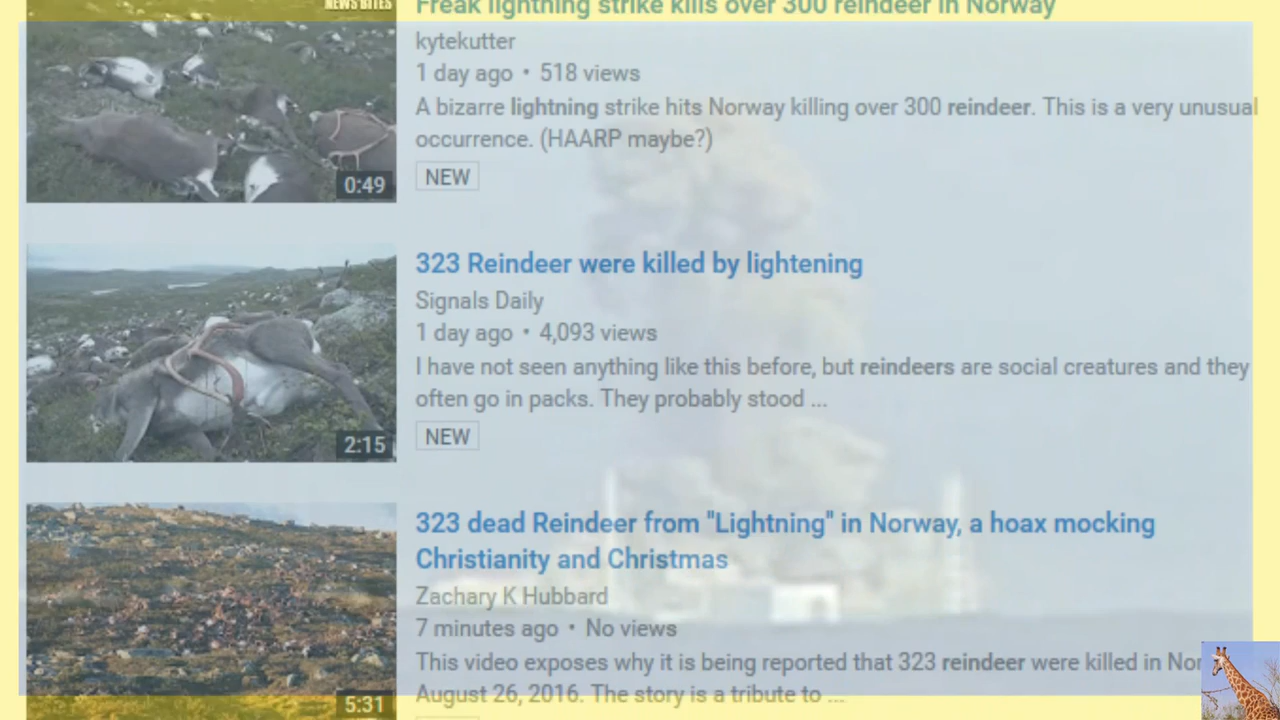 NEWS BITES
Freak lightning strike kills over 300 reindeer in Norway
kytekutter
1 day ago • 518 views
A bizarre lightning strike hits Norway killing over 300 reindeer. This is a very unusual
occurrence. (HAARP maybe?)
0:49
NEW
323 Reindeer were killed by lightening
Signals Daily
1 day ago • 4,093 views
I have not seen anything like this before, but reindeers are social creatures and they
often go in packs. They probably stood ...
2:15
NEW
323 dead Reindeer from "Lightning" in Norway, a hoax mocking
Christianity and Christmas
Zachary K Hubbard
7 minutes ago • No views
This video exposes why it is being reported that 323 reindeer were killed in Nor
August 26, 2016. The story is a tribute to ...
5:31